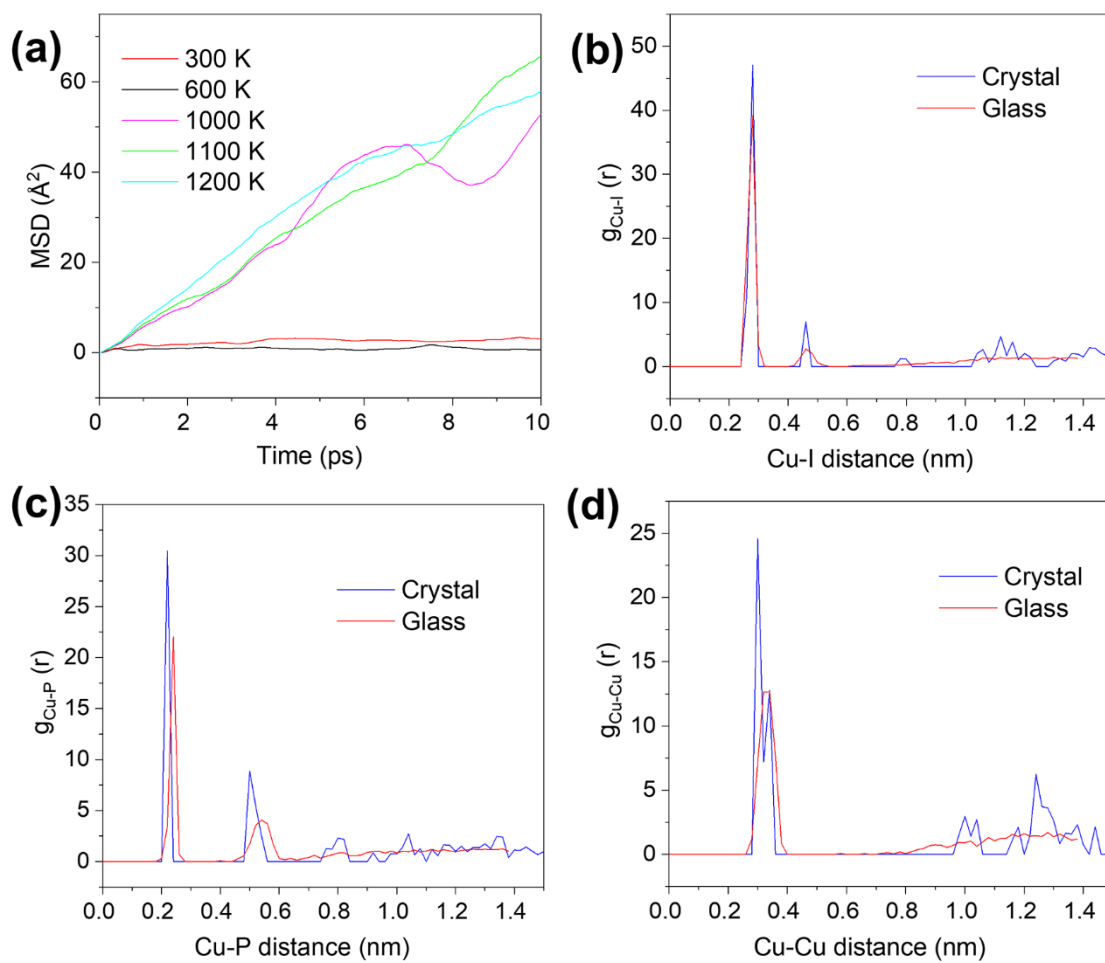 (a)
MSD (Å²)
60
40
20
0
300 K
600 K
1000 K
1100 K
1200 K
0 2 4 6 8 10
Time (ps)
(b)
gCu-I (r)
50
40
30
20
10
0
Crystal
Glass
0.0 0.2 0.4 0.6 0.8 1.0 1.2 1.4
Cu-I distance (nm)
(c)
gCu-P (r)
35
30
25
20
15
10
5
0
Crystal
Glass
0.0 0.2 0.4 0.6 0.8 1.0 1.2 1.4
Cu-P distance (nm)
(d)
gCu-Cu (r)
25
20
15
10
5
0
Crystal
Glass
0.0 0.2 0.4 0.6 0.8 1.0 1.2 1.4
Cu-Cu distance (nm)